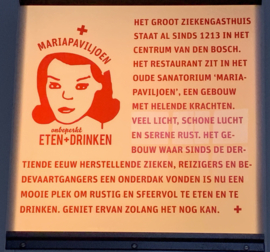 MARIAPAVILJOEN
onbeperkt
ETEN+DRINKEN
HET GROOT ZIEKENGASTHUIS
STAAT AL SINDS 1213 IN HET
CENTRUM VAN DEN BOSCH.
HET RESTAURANT ZIT IN HET
OUDE SANATORIUM 'MARIA-
PAVILJOEN', EEN GEBOUW
MET HELENDE KRACHTEN.
VEEL LICHT, SCHONE LUCHT
EN SERENE RUST. HET GE-
BOUW WAAR SINDS DE DER-
TIENDE EEUW HERSTELLENDE ZIEKEN, REIZIGERS EN BE-
DEVAARTGANGERS EEN ONDERDAK VONDEN IS NU EEN
MOOIE PLEK OM RUSTIG EN SFEERVOL TE ETEN EN TE
DRINKEN. GENIET ERVAN ZOLANG HET NOG KAN. +